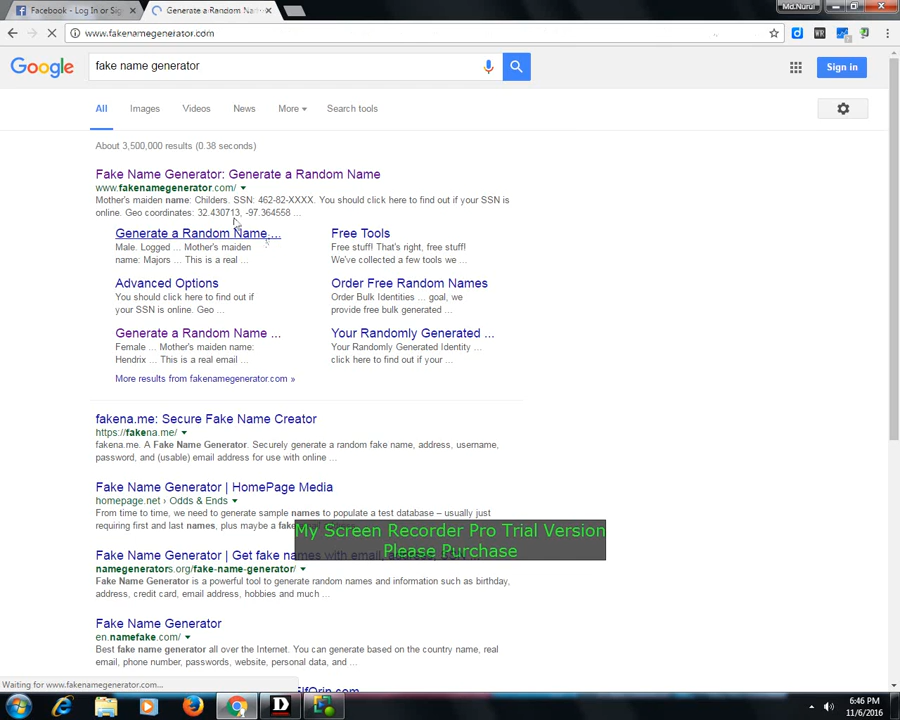 Facebook - Log In or Sig
Generate a Random Nam
Md.Nurul
www.fakenamegenerator.com
Google
fake name generator
Sign in
All Images Videos News More Search tools
About 3,500,000 results (0.38 seconds)
Fake Name Generator: Generate a Random Name
www.fakenamegenerator.com/
Mother's maiden name: Childers. SSN: 462-82-XXXX. You should click here to find out if your SSN is
online. Geo coordinates: 32.430713, -97.364558 ...
Generate a Random Name ...
Male. Logged ... Mother's maiden
name: Majors ... This is a real ...
Free Tools
Free stuff! That's right, free stuff!
We've collected a few tools we ...
Advanced Options
You should click here to find out if
your SSN is online. Geo ...
Order Free Random Names
Order Bulk Identities ... goal, we
provide free bulk generated ...
Generate a Random Name ...
Female ... Mother's maiden name:
Hendrix ... This is a real email ...
Your Randomly Generated ...
Your Randomly Generated Identity ...
click here to find out if your ...
More results from fakenamegenerator.com »
fakena.me: Secure Fake Name Creator
https://fakena.me/
fakena.me. A Fake Name Generator. Securely generate a random fake name, address, username,
password, and (usable) email address for use with online ...
Fake Name Generator | HomePage Media
homepage.net › Odds & Ends
From time to time, we need to generate sample names to populate a test database – usually just
requiring first and last names, plus maybe a fake
My Screen Recorder Pro Trial Version
Please Purchase
Fake Name Generator | Get fake names with email, address,
namegenerators.org/fake-name-generator/
Fake Name Generator is a powerful tool to generate random names and information such as birthday,
address, credit card, email address, hobbies and much ...
Fake Name Generator
en.namefake.com/
Best fake name generator all over the Internet. You can generate based on the country name, real
email, phone number, passwords, website, personal data, and ...
ElfQrin.com
Waiting for www.fakenamegenerator.com...
6:46 PM
11/6/2016